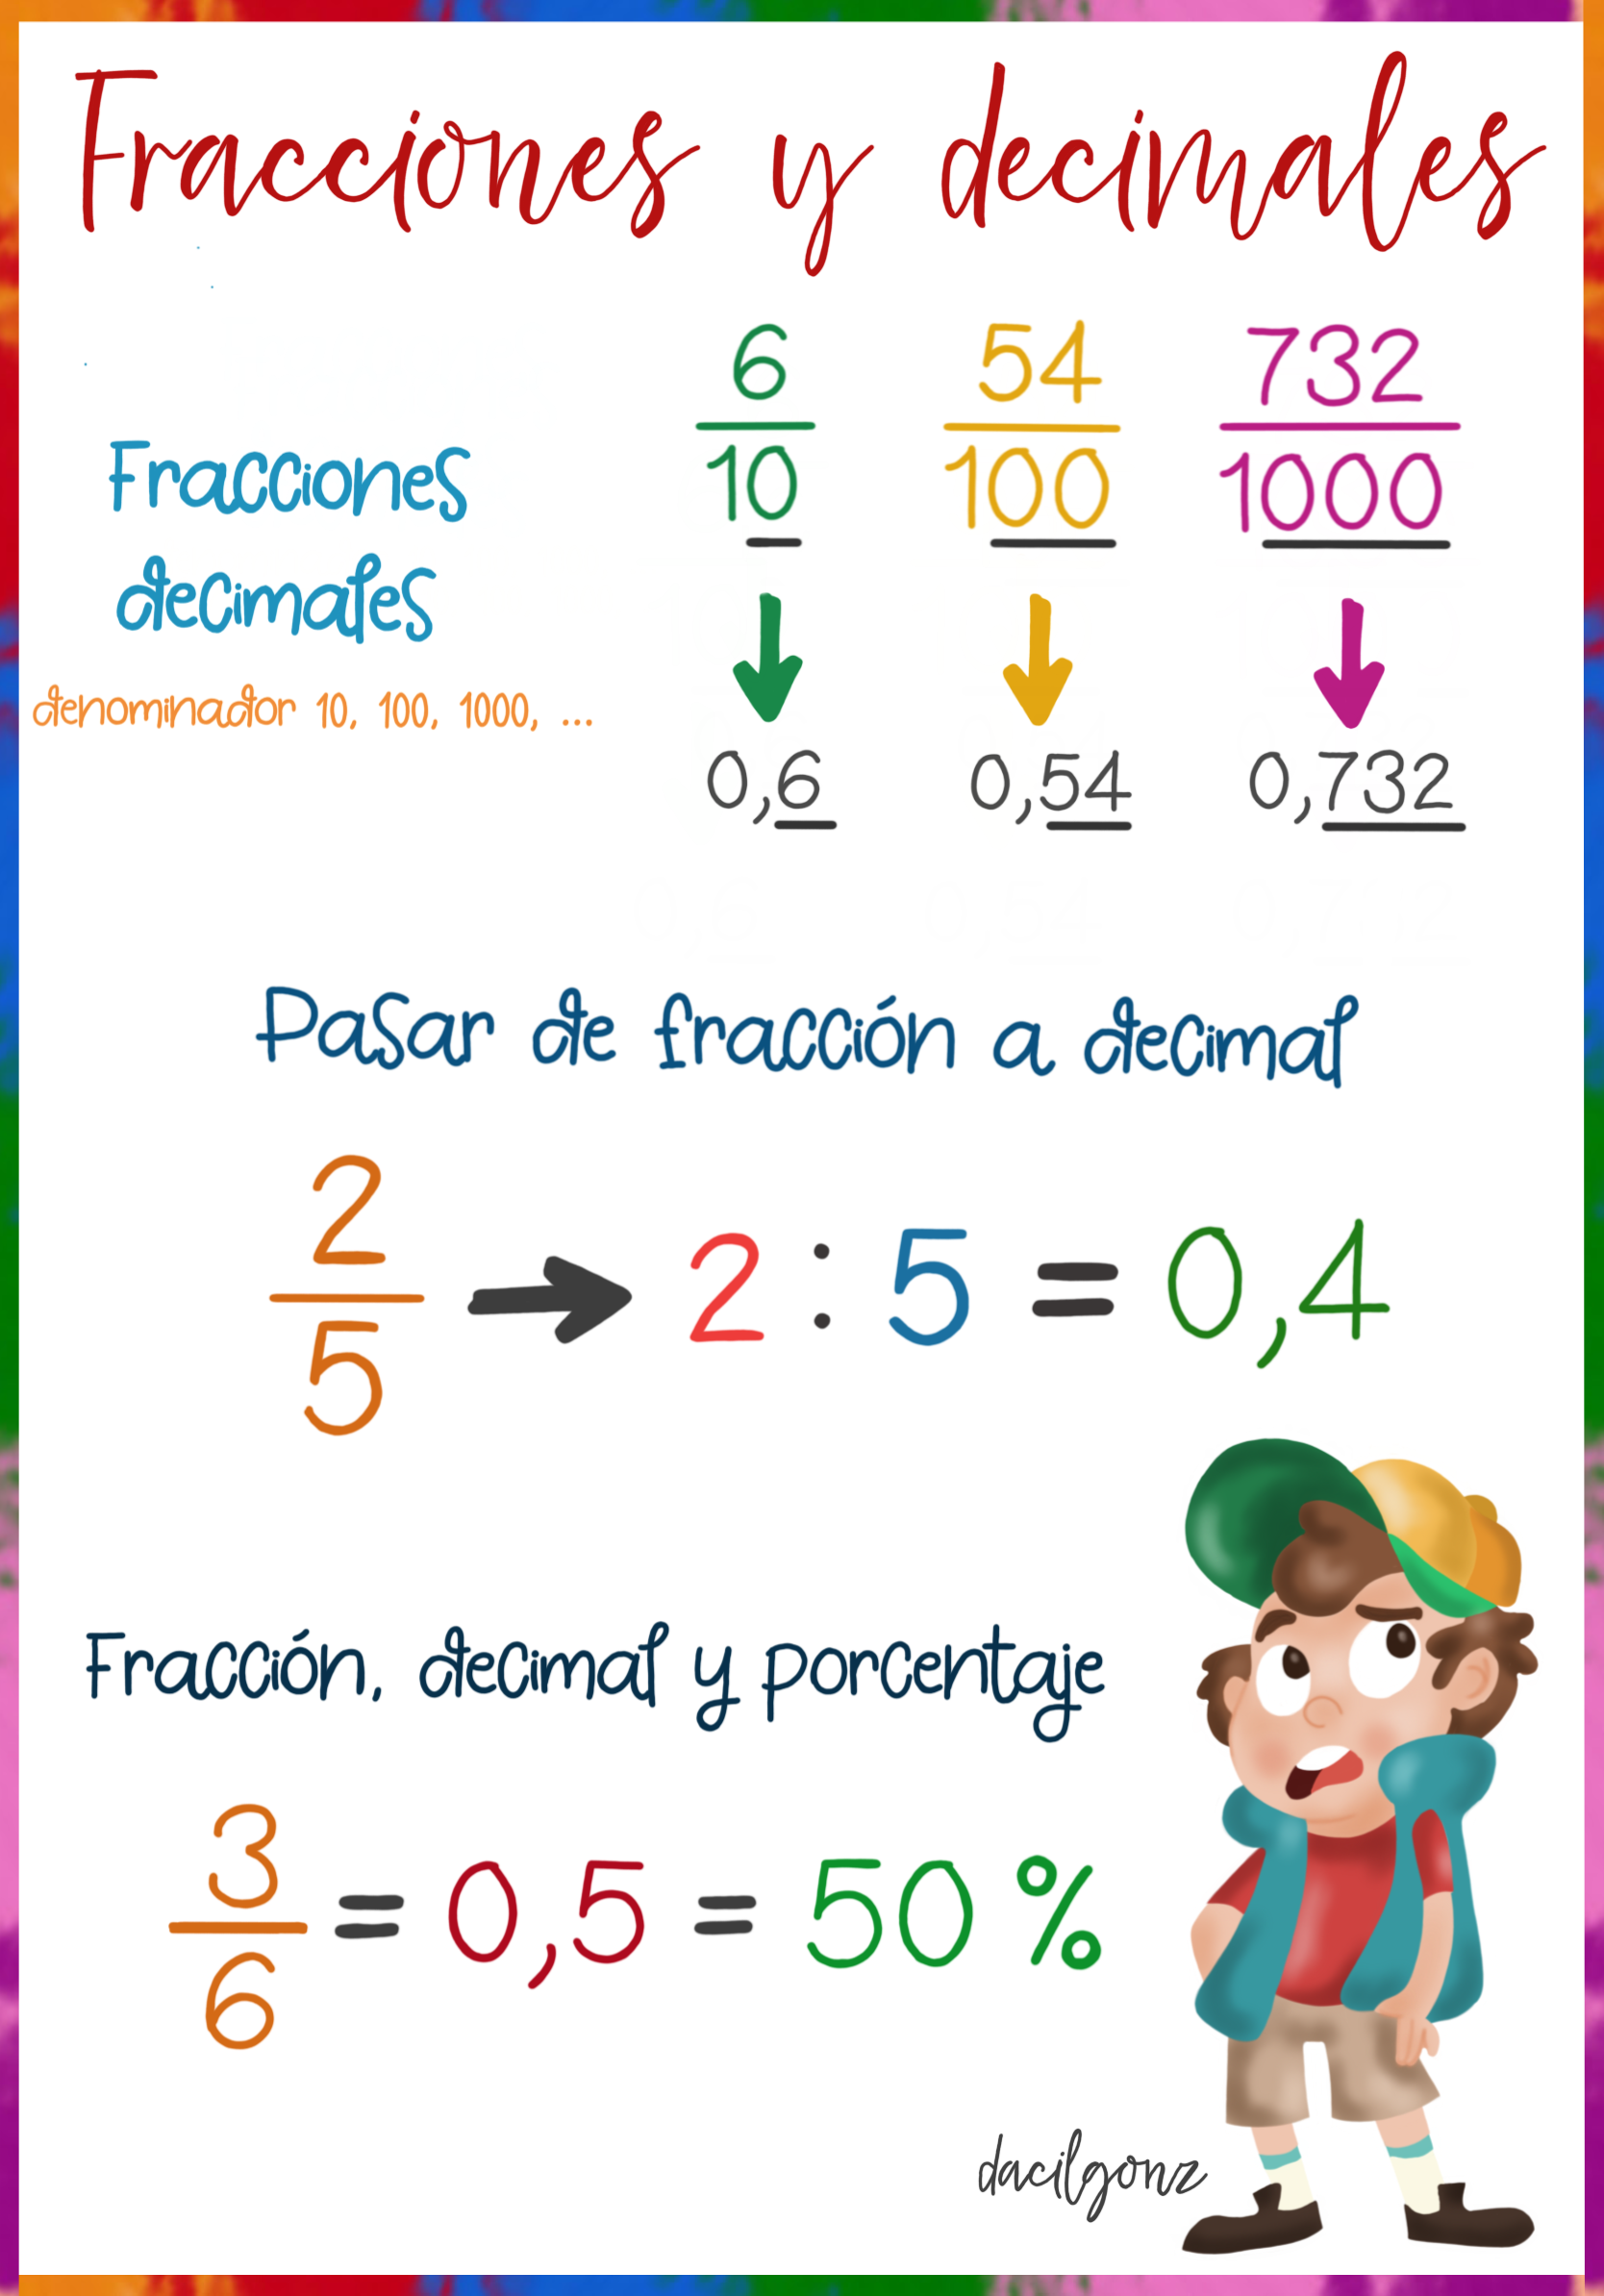 Fracciones y decimales
6/10 54/100 732/1000
Fracciones
decimales
denominador 10, 100, 1000, ...
0,6 0,54 0,732
Pasar de fracción a decimal
2/5 → 2 : 5 = 0,4
Fracción, decimal y porcentaje
3/6 = 0,5 = 50 %
dacilgonz